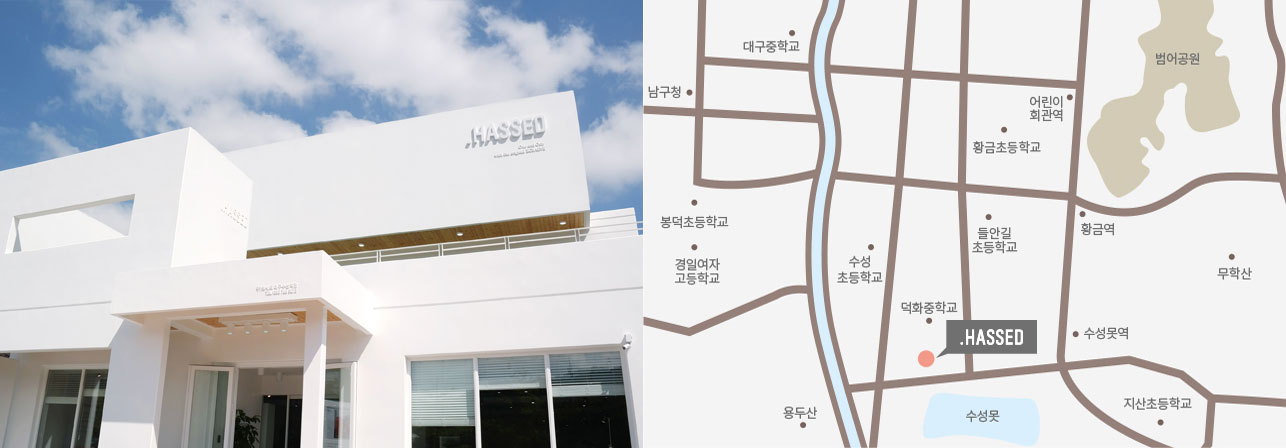 .HASSED
.HASSED
대구중학교
범어공원
남구청
어린이
회관역
황금초등학교
봉덕초등학교
황금역
들안길
초등학교
경일여자
고등학교
수성
초등학교
무학산
덕화중학교
.HASSED
수성못역
용두산
수성못
지산초등학교